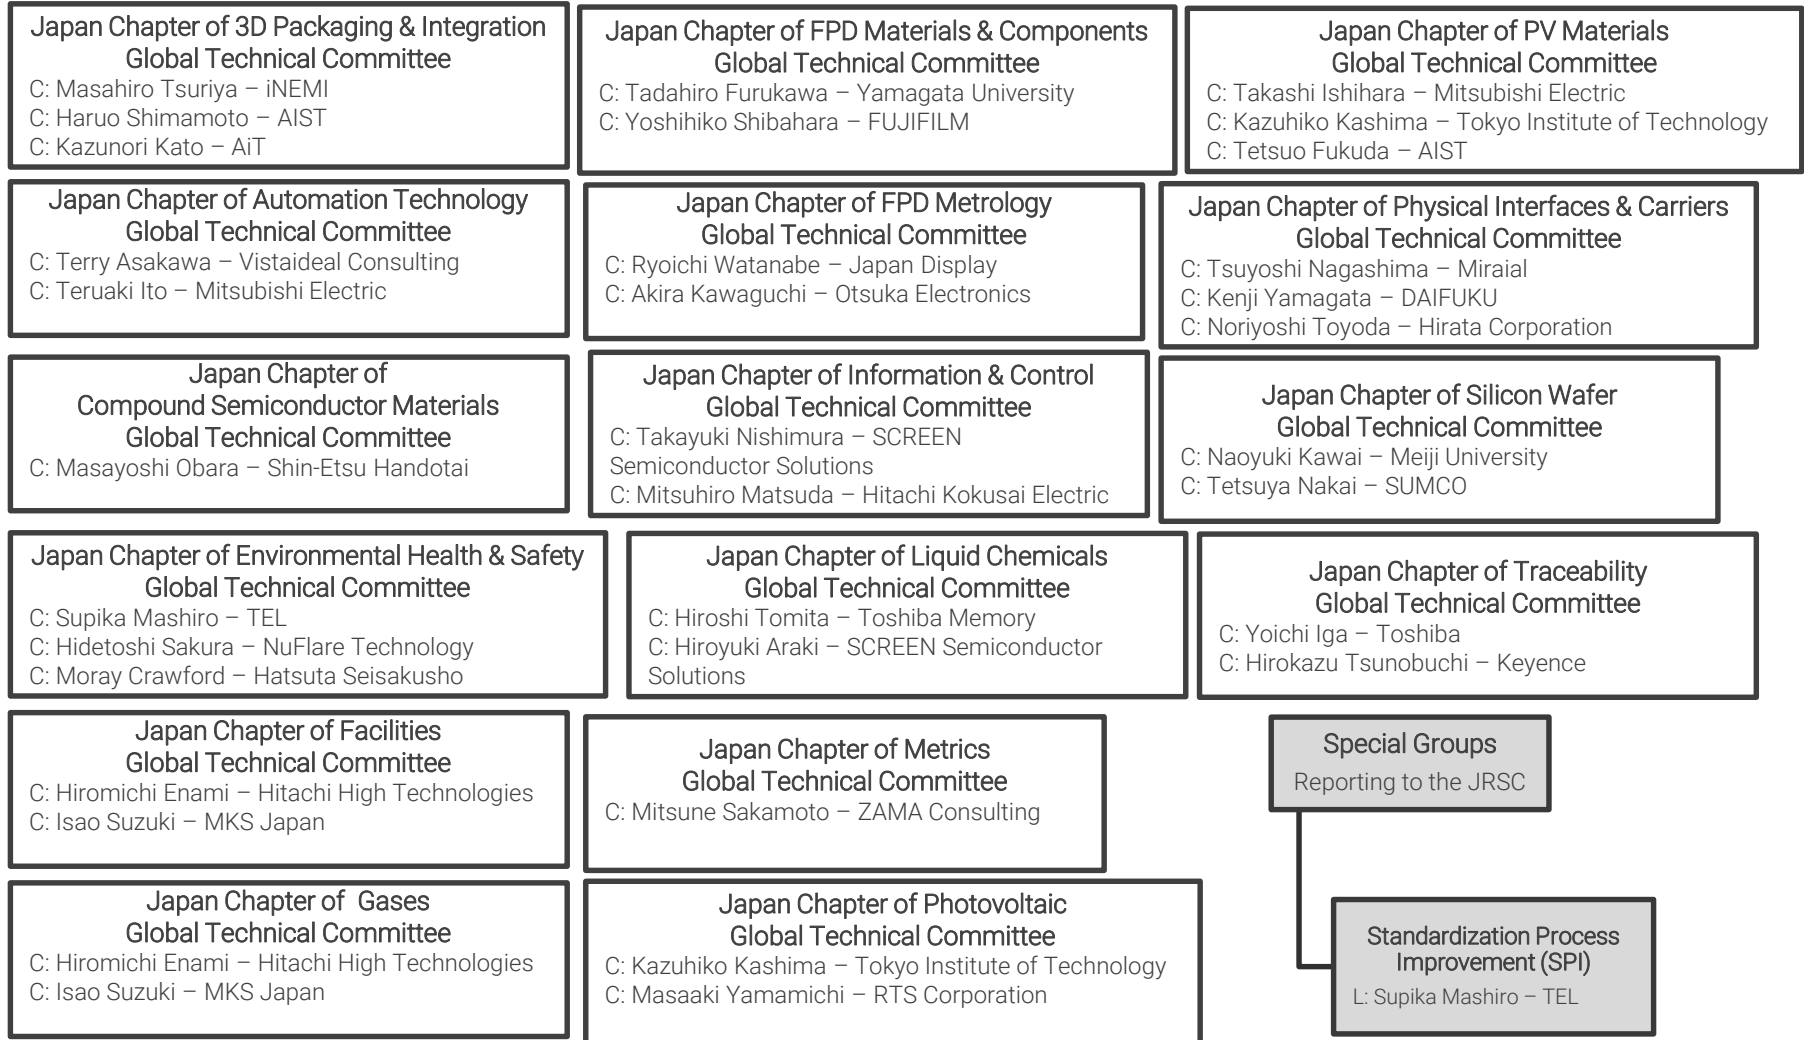 Japan Chapter of 3D Packaging & Integration
Global Technical Committee
C: Masahiro Tsuriya – iNEMI
C: Haruo Shimamoto – AIST
C: Kazunori Kato – AiT
Japan Chapter of FPD Materials & Components
Global Technical Committee
C: Tadahiro Furukawa – Yamagata University
C: Yoshihiko Shibahara – FUJIFILM
Japan Chapter of PV Materials
Global Technical Committee
C: Takashi Ishihara – Mitsubishi Electric
C: Kazuhiko Kashima – Tokyo Institute of Technology
C: Tetsuo Fukuda – AIST
Japan Chapter of Automation Technology
Global Technical Committee
C: Terry Asakawa – Vistaideal Consulting
C: Teruaki Ito – Mitsubishi Electric
Japan Chapter of FPD Metrology
Global Technical Committee
C: Ryoichi Watanabe – Japan Display
C: Akira Kawaguchi – Otsuka Electronics
Japan Chapter of Physical Interfaces & Carriers
Global Technical Committee
C: Tsuyoshi Nagashima – Miraial
C: Kenji Yamagata – DAIFUKU
C: Noriyoshi Toyoda – Hirata Corporation
Japan Chapter of
Compound Semiconductor Materials
Global Technical Committee
C: Masayoshi Obara – Shin-Etsu Handotai
Japan Chapter of Information & Control
Global Technical Committee
C: Takayuki Nishimura – SCREEN
Semiconductor Solutions
C: Mitsuhiro Matsuda – Hitachi Kokusai Electric
Japan Chapter of Silicon Wafer
Global Technical Committee
C: Naoyuki Kawai – Meiji University
C: Tetsuya Nakai – SUMCO
Japan Chapter of Environmental Health & Safety
Global Technical Committee
C: Supika Mashiro – TEL
C: Hidetoshi Sakura – NuFlare Technology
C: Moray Crawford – Hatsuta Seisakusho
Japan Chapter of Liquid Chemicals
Global Technical Committee
C: Hiroshi Tomita – Toshiba Memory
C: Hiroyuki Araki – SCREEN Semiconductor
Solutions
Japan Chapter of Traceability
Global Technical Committee
C: Yoichi Iga – Toshiba
C: Hirokazu Tsunobuchi – Keyence
Japan Chapter of Facilities
Global Technical Committee
C: Hiromichi Enami – Hitachi High Technologies
C: Isao Suzuki – MKS Japan
Japan Chapter of Metrics
Global Technical Committee
C: Mitsune Sakamoto – ZAMA Consulting
Special Groups
Reporting to the JRSC
Japan Chapter of Gases
Global Technical Committee
C: Hiromichi Enami – Hitachi High Technologies
C: Isao Suzuki – MKS Japan
Japan Chapter of Photovoltaic
Global Technical Committee
C: Kazuhiko Kashima – Tokyo Institute of Technology
C: Masaaki Yamamichi – RTS Corporation
Standardization Process
Improvement (SPI)
L: Supika Mashiro – TEL